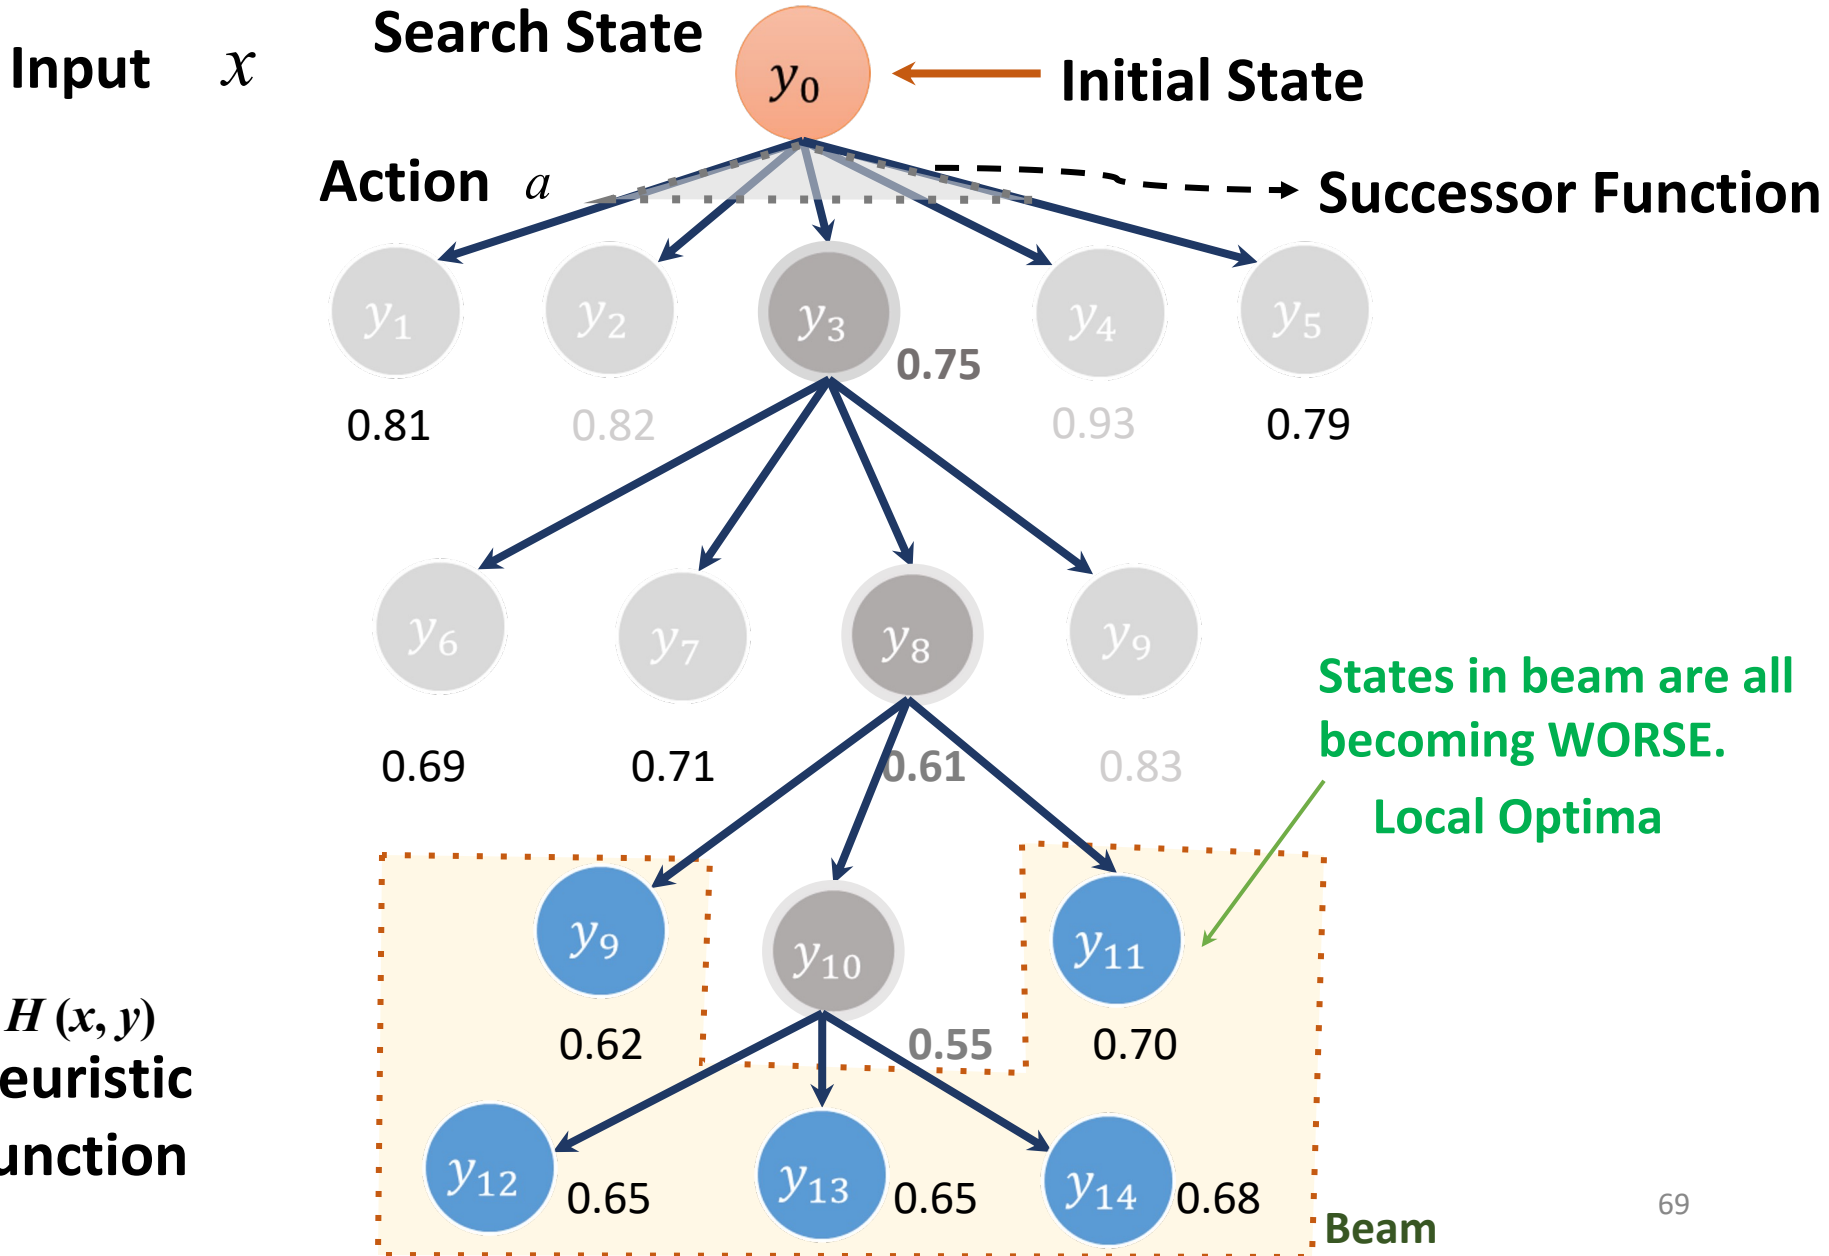 Search State
Input x
y₀
Initial State
Action a
Successor Function
y₁ y₂ y₃ y₄ y₅
0.75
0.81 0.82 0.93 0.79
y₆ y₇ y₈ y₉
States in beam are all
becoming WORSE.
0.69 0.71 0.61 0.83
Local Optima
y₉ y₁₀ y₁₁
H (x, y)
0.62 0.55 0.70
euristic
unction
y₁₂ 0.65 y₁₃ 0.65 y₁₄ 0.68
69
Beam